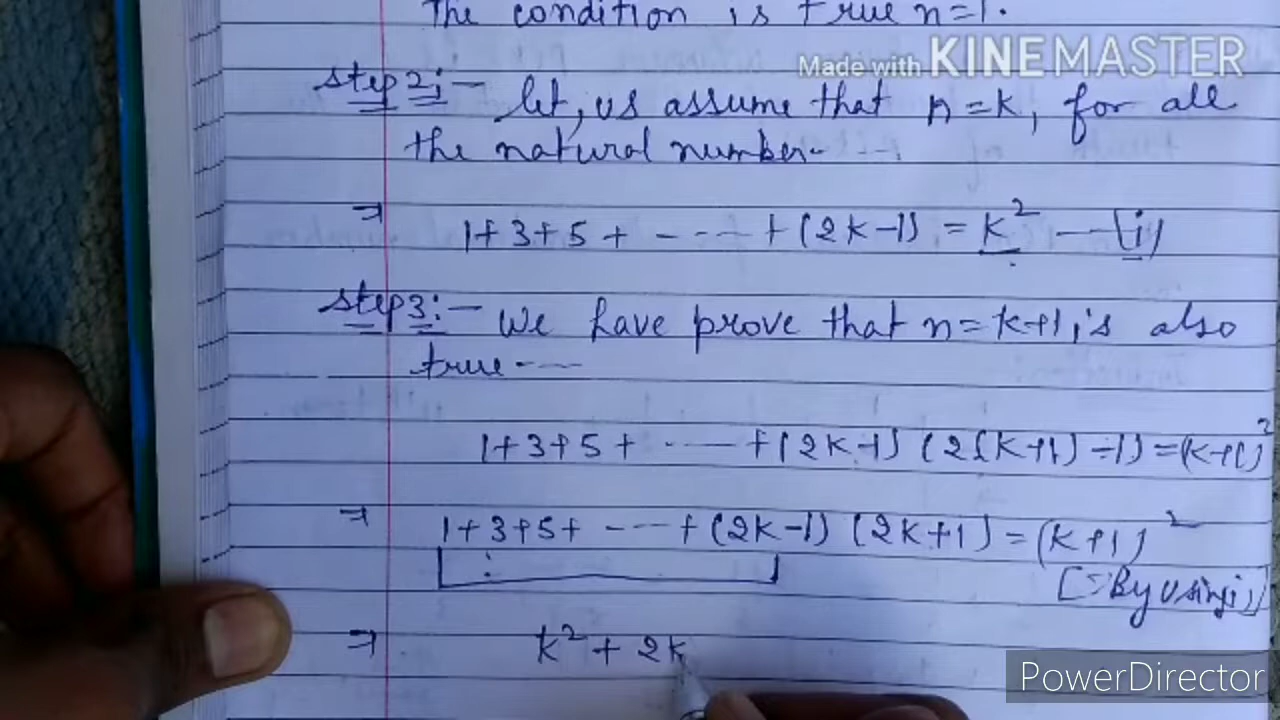 The condition is true n=1.
Made with KINEMASTER
step 2:- let, us assume that n=k, for all
the natural number-
⇒ 1+3+5+ ---- +(2k-1) = k² —(i)
step 3:- We have prove that n=k+1, is also
true----
1+3+5+ ---- +(2k-1) (2(k+1)-1)=(k+1)²
⇒ 1+3+5+ ---- +(2k-1) (2k+1)=(k+1)²
[∵ By using i)]
⇒ k²+2k
PowerDirector